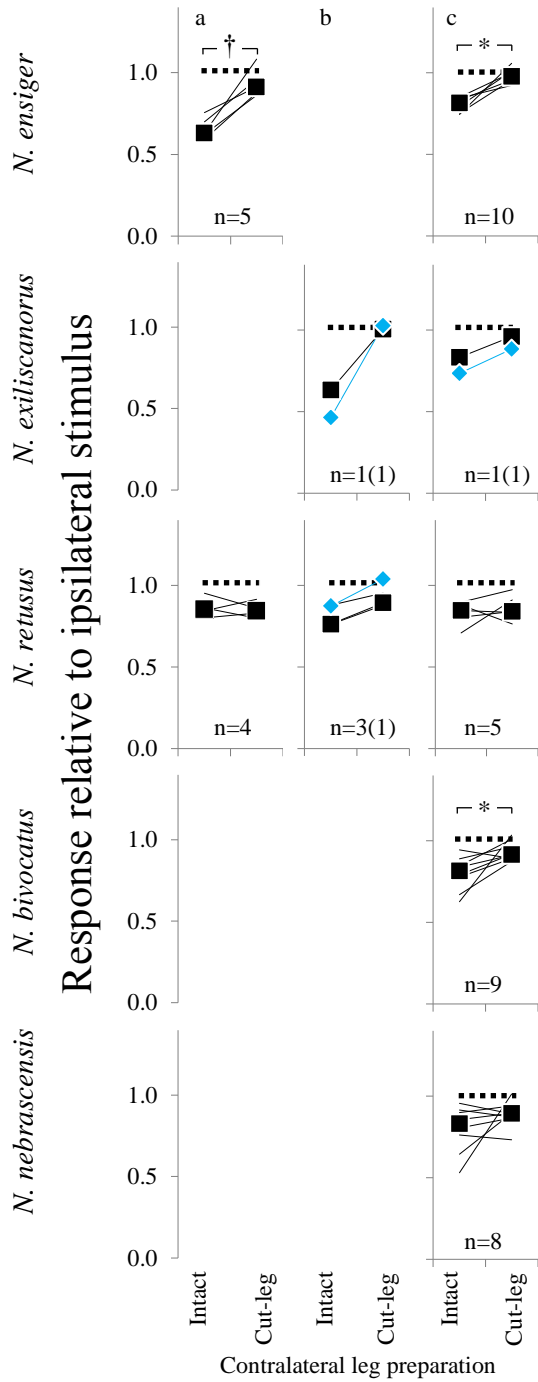 a b c
N. ensiger
† *
1.0
0.5
0.0
n=5 n=10
N. exiliscanorus
1.0
0.5
0.0
n=1(1) n=1(1)
Response relative to ipsilateral stimulus
N. retusus
1.0
0.5
0.0
n=4 n=3(1) n=5
N. bivocatus
*
1.0
0.5
0.0
n=9
N. nebrascensis
1.0
0.5
0.0
n=8
Intact Cut-leg Intact Cut-leg Intact Cut-leg
Contralateral leg preparation